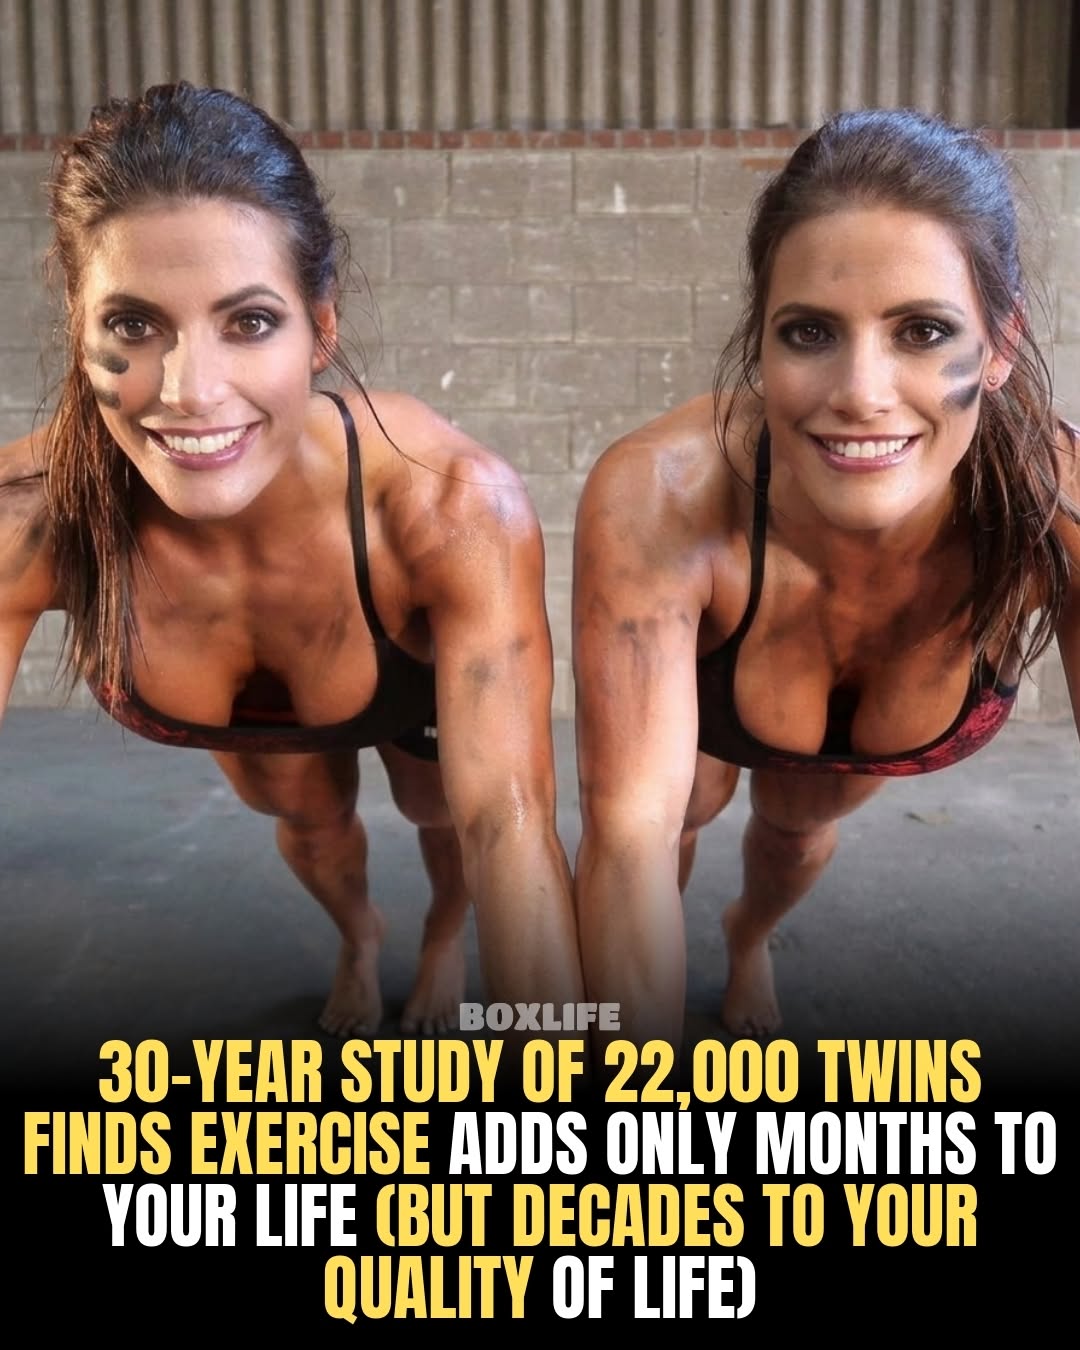 BOXLIFE
30-YEAR STUDY OF 22,000 TWINS
FINDS EXERCISE ADDS ONLY MONTHS TO
YOUR LIFE (BUT DECADES TO YOUR
QUALITY OF LIFE)